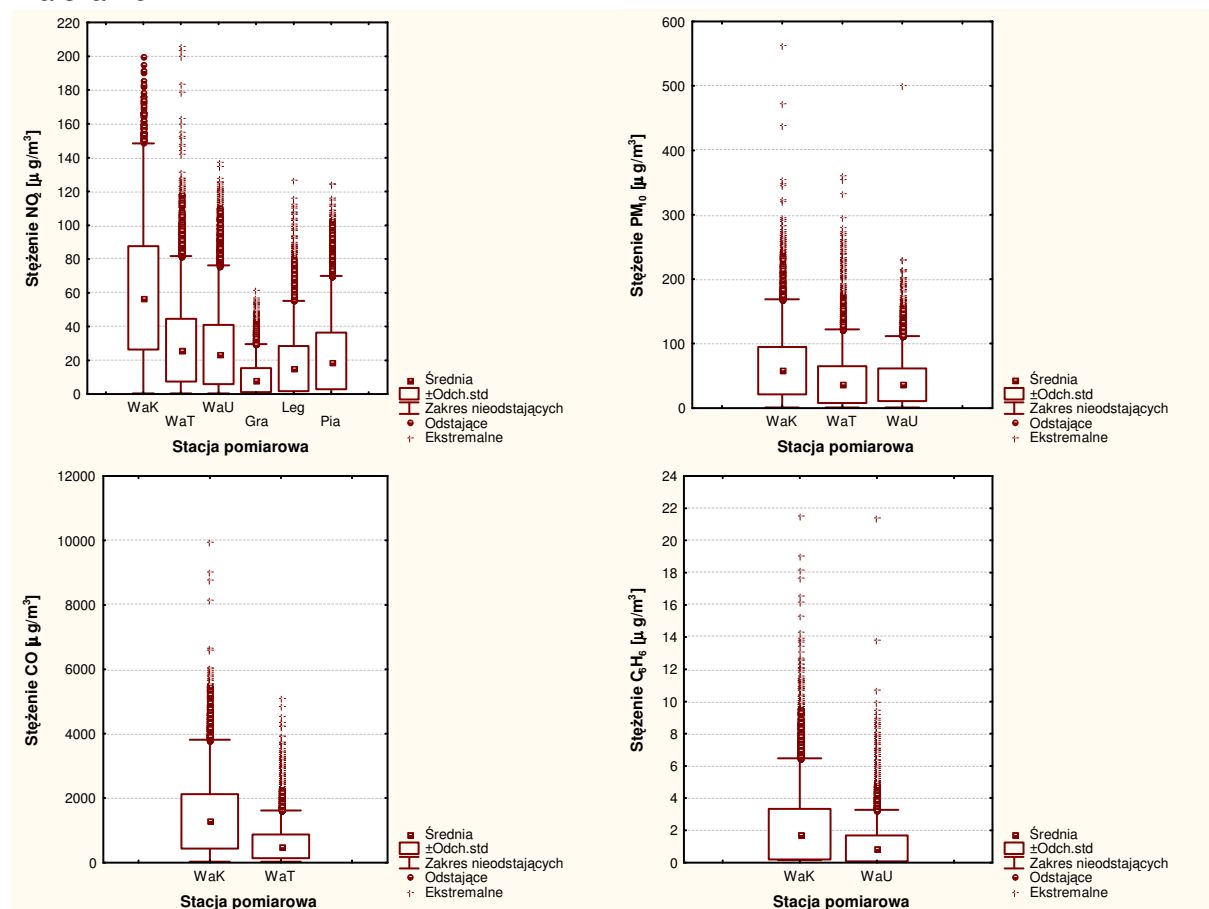 220
200
180
160
140
120
100
80
60
40
20
0
Stężenie NO2 [µ g/m3]
WaK
WaT
WaU
Gra
Leg
Pia
Stacja pomiarowa
Średnia
±Odch.std
Zakres nieodstających
Odstające
Ekstremalne
600
500
400
300
200
100
0
Stężenie PM10 [µ g/m3]
WaK WaT WaU
Stacja pomiarowa
Średnia
±Odch.std
Zakres nieodstających
Odstające
Ekstremalne
12000
10000
8000
6000
4000
2000
0
Stężenie CO [µ g/m3]
WaK WaT
Stacja pomiarowa
Średnia
±Odch.std
Zakres nieodstających
Odstające
Ekstremalne
24
22
20
18
16
14
12
10
8
6
4
2
0
Stężenie C6H6 [µ g/m3]
WaK WaU
Stacja pomiarowa
Średnia
±Odch.std
Zakres nieodstających
Odstające
Ekstremalne